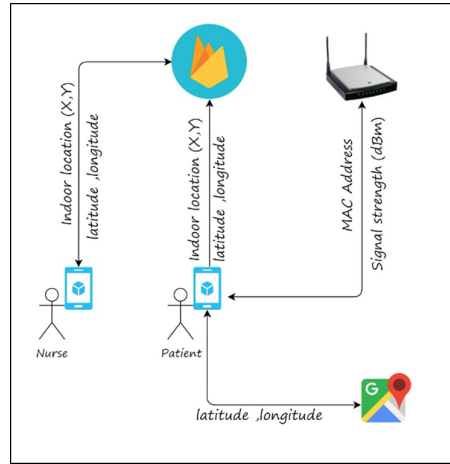 Indoor location (X,Y)
latitude ,longitude
Indoor location (X,Y)
latitude ,longitude
MAC Address
Signal strength (dBm)
Nurse
Patient
G
latitude ,longitude